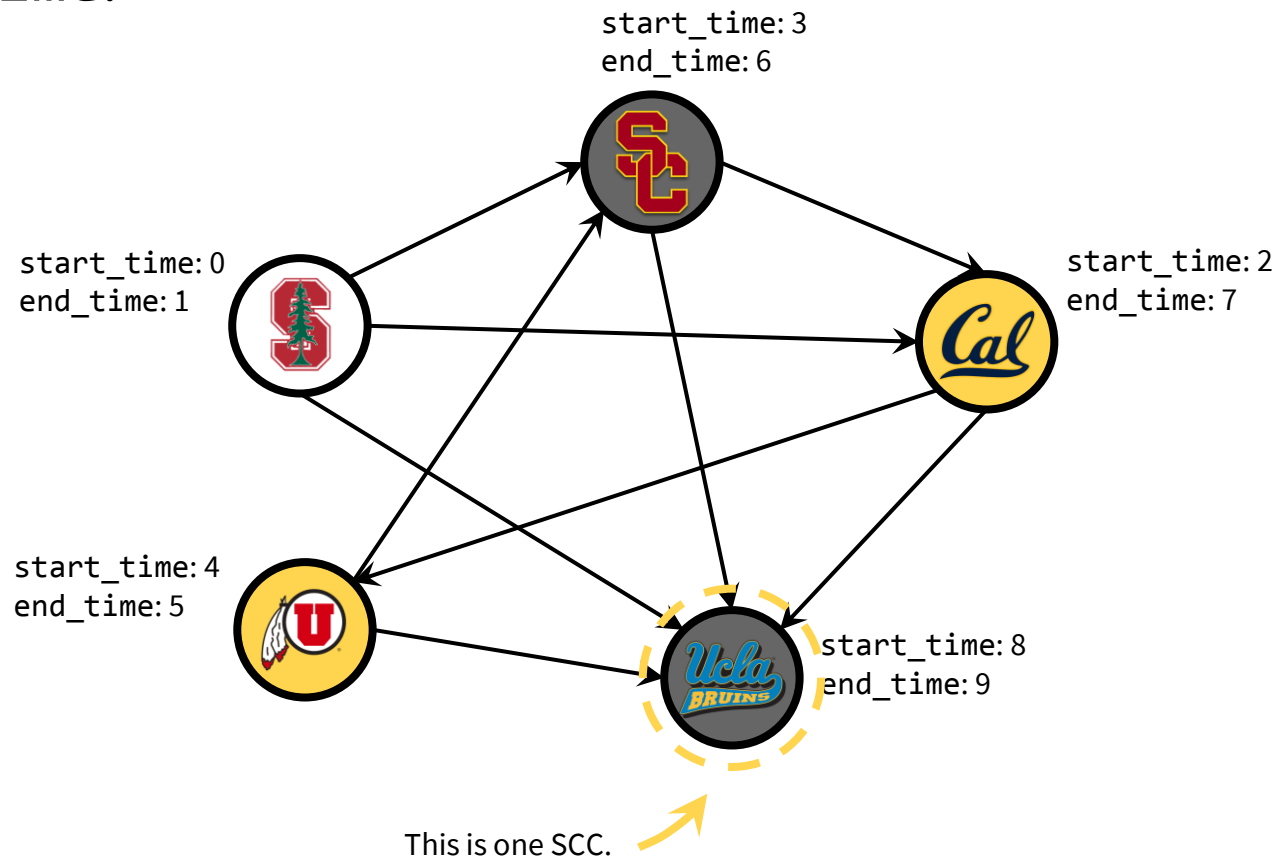 start_time: 3
end_time: 6
SC
start_time: 0
end_time: 1
S
start_time: 2
end_time: 7
Cal
start_time: 4
end_time: 5
U
start_time: 8
end_time: 9
Ucla
BRUINS
This is one SCC.